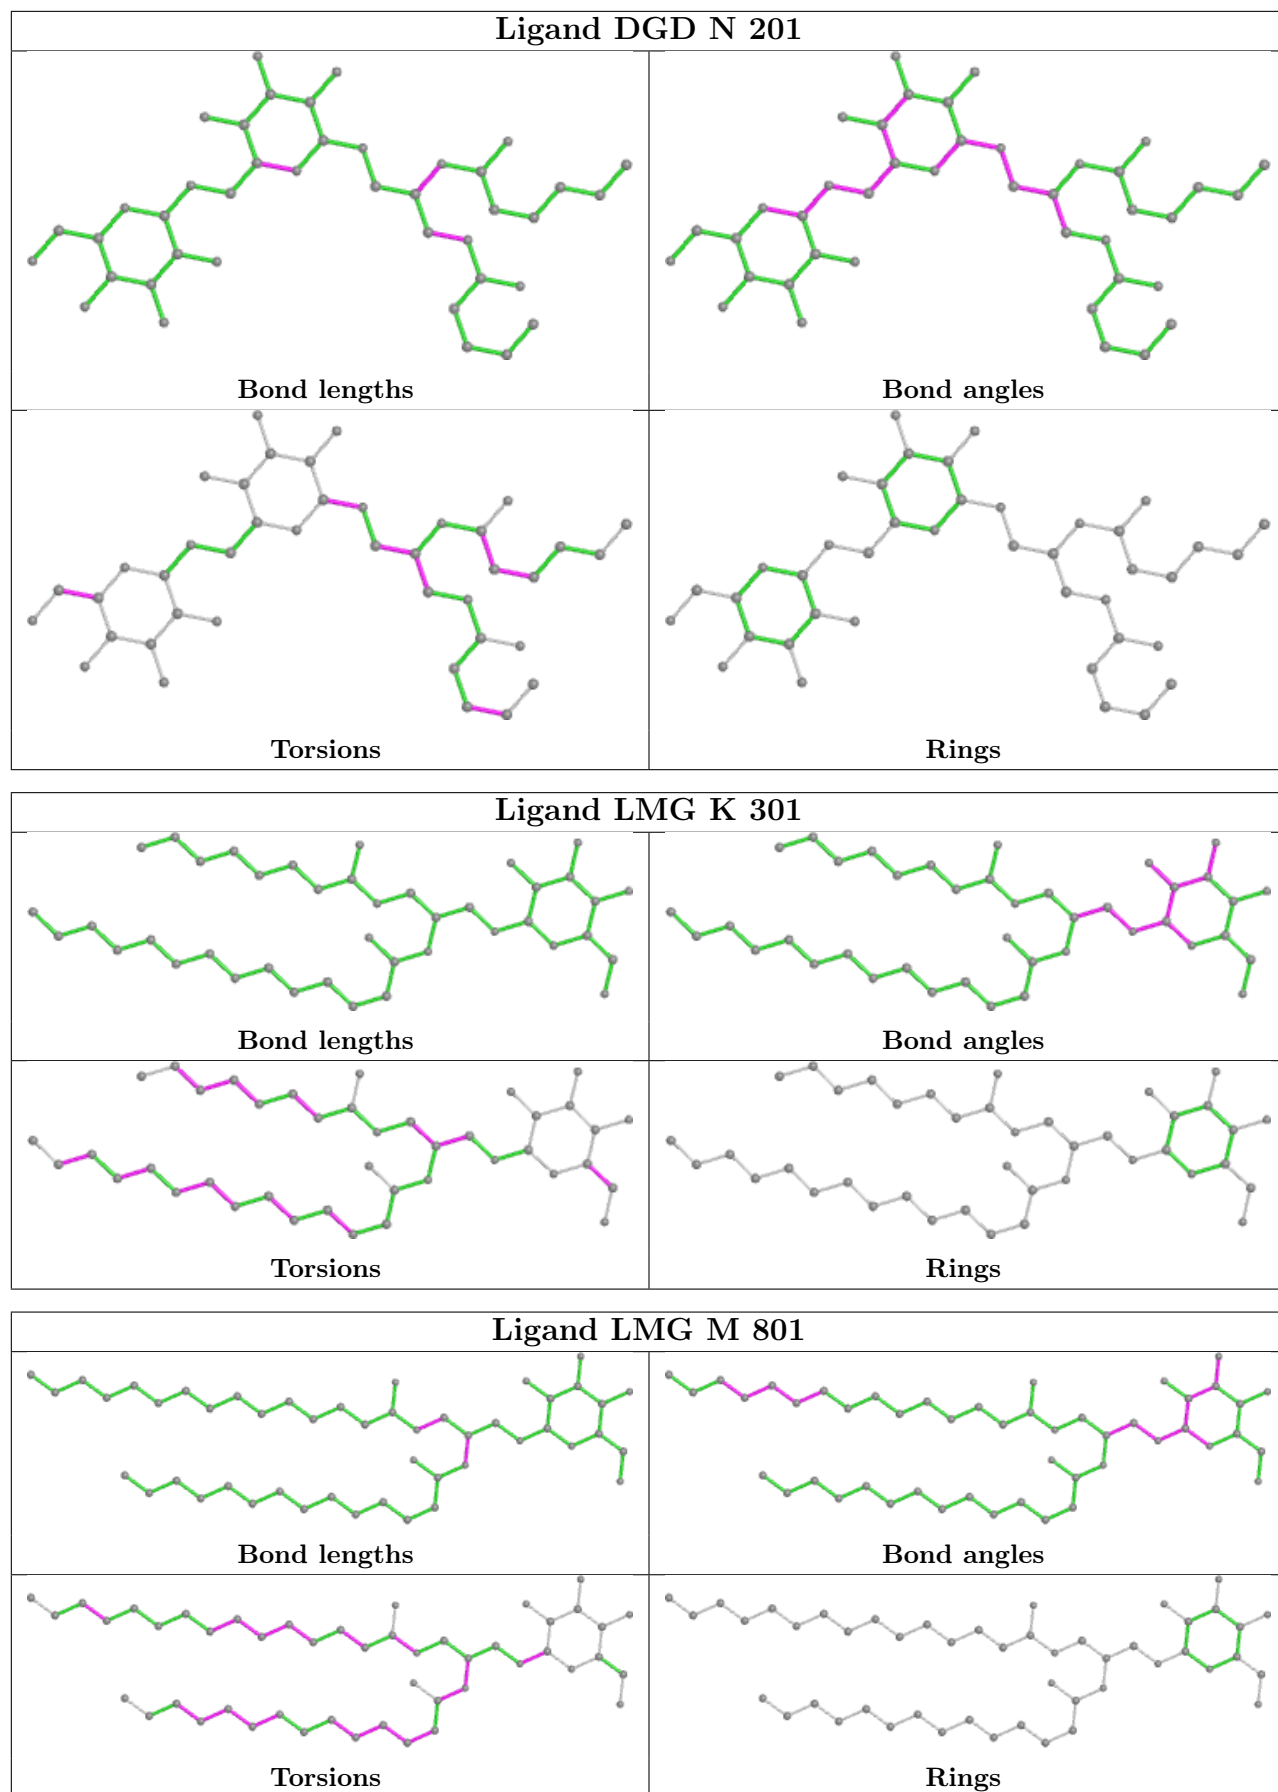 Ligand DGD N 201
Bond lengths
Bond angles
Torsions
Rings
Ligand LMG K 301
Bond lengths
Bond angles
Torsions
Rings
Ligand LMG M 801
Bond lengths
Bond angles
Torsions
Rings